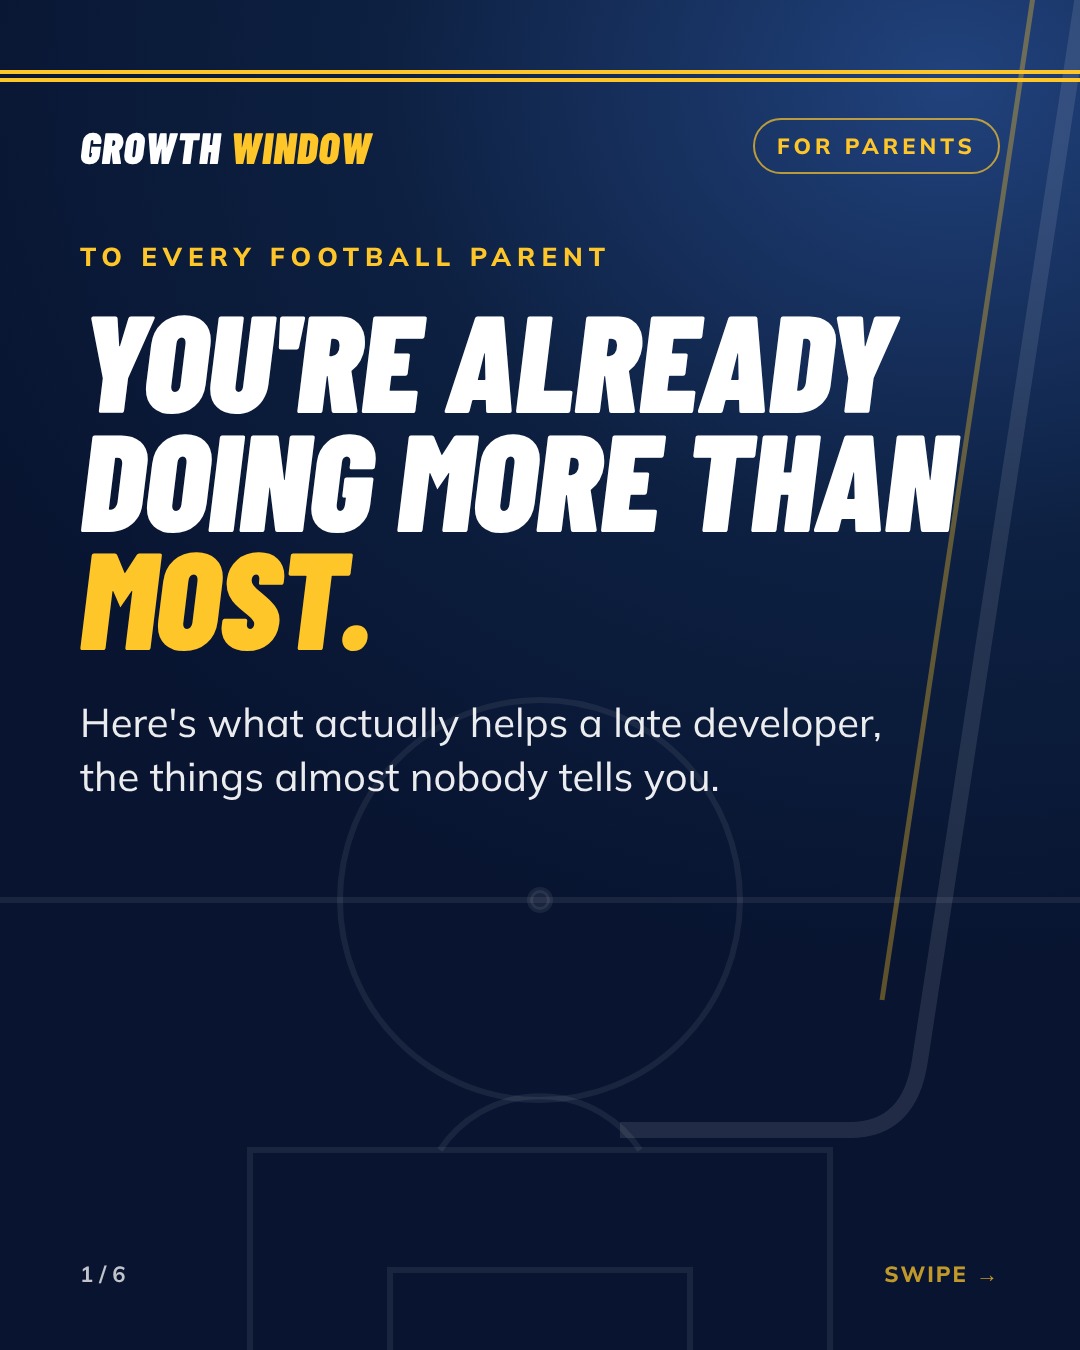 GROWTH WINDOW
FOR PARENTS
TO EVERY FOOTBALL PARENT
YOU'RE ALREADY
DOING MORE THAN
MOST.
Here's what actually helps a late developer,
the things almost nobody tells you.
1 / 6
SWIPE →